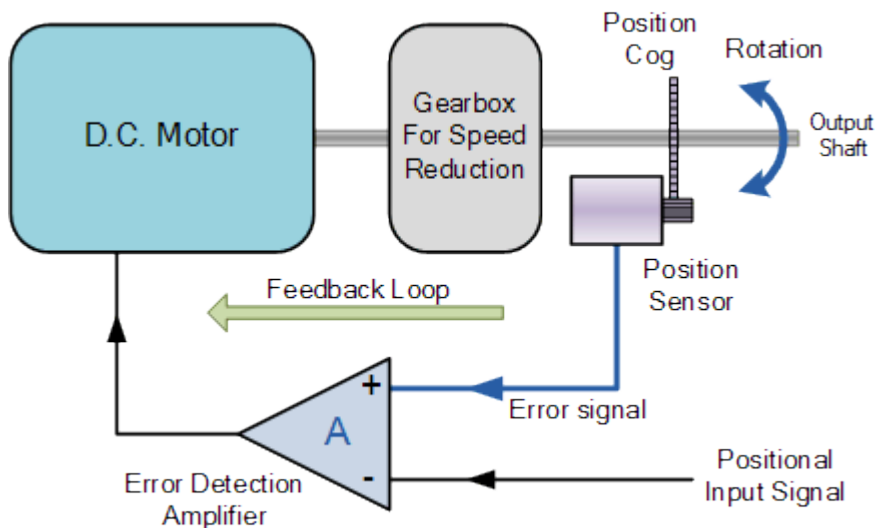 Position
Cog
Rotation
D.C. Motor
Gearbox
For Speed
Reduction
Output
Shaft
Position
Sensor
Feedback Loop
+
A
-
Error signal
Error Detection
Amplifier
Positional
Input Signal